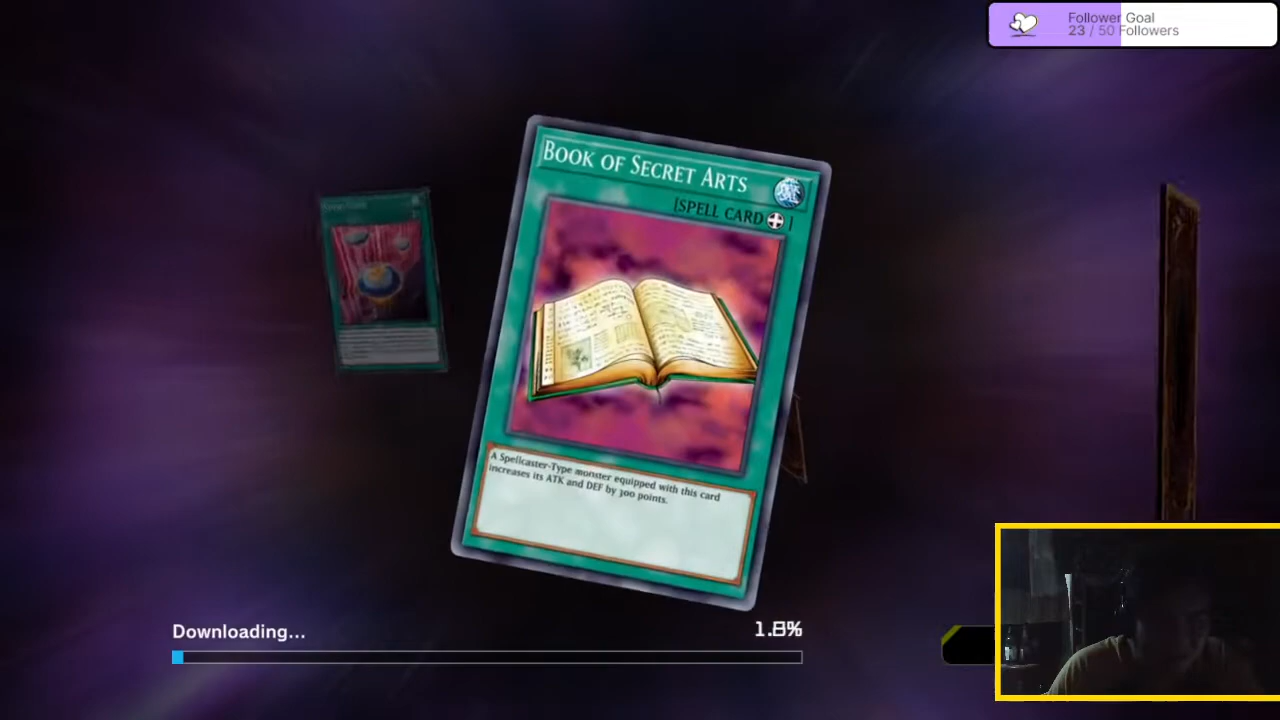 Follower Goal
23 / 50 Followers
BOOK OF SECRET ARTS
[SPELL CARD ]
A Spellcaster-Type monster equipped with this card
increases its ATK and DEF by 300 points.
Downloading...
1.8%